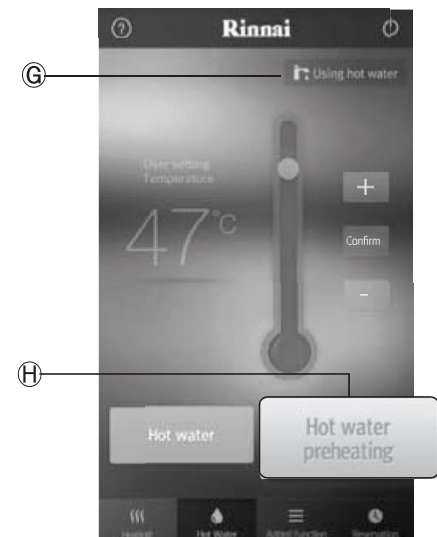 Rinnai
G
Using hot water
User setting
Temperature
47°C
+
Confirm
-
H
Hot water
Hot water
preheating
Heating
Hot Water
Added function
Reservation